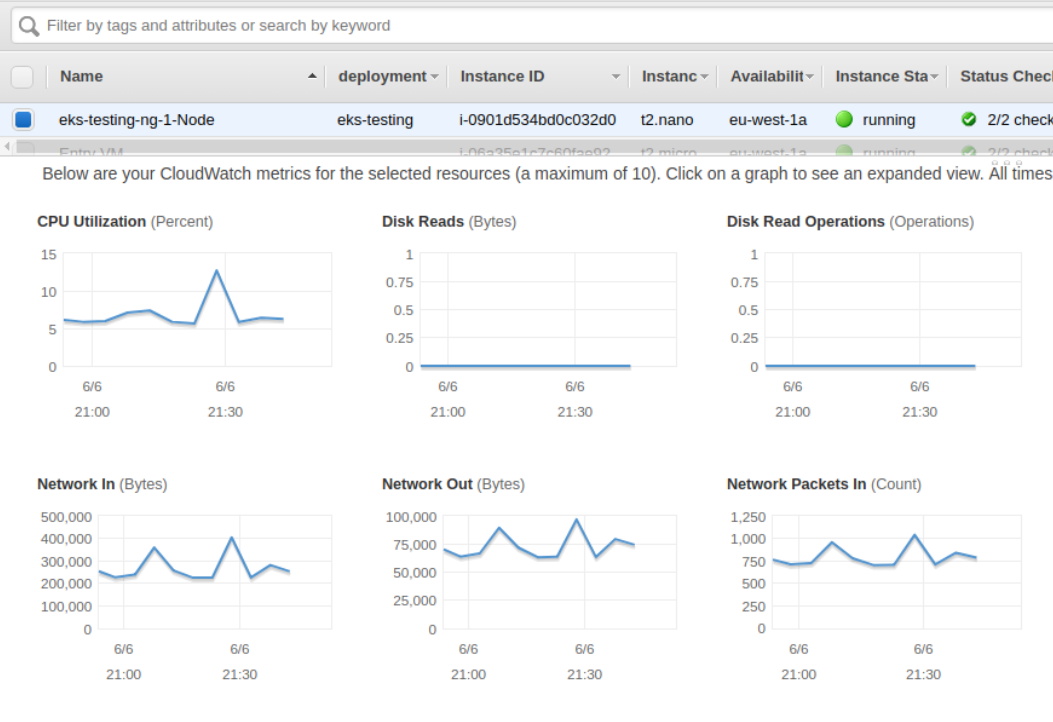 Filter by tags and attributes or search by keyword
Name deployment Instance ID Instanc Availabilit Instance Sta Status Chec
eks-testing-ng-1-Node eks-testing i-0901d534bd0c032d0 t2.nano eu-west-1a running 2/2 check
Entry VM i-06a35e1c7c60fae92 t2.micro eu-west-1a running 2/2 check
Below are your CloudWatch metrics for the selected resources (a maximum of 10). Click on a graph to see an expanded view. All times
CPU Utilization (Percent) Disk Reads (Bytes) Disk Read Operations (Operations)
15 1 1
0.75 0.75
10
0.5 0.5
5
0.25 0.25
0 0 0
6/6 6/6 6/6 6/6 6/6 6/6
21:00 21:30 21:00 21:30 21:00 21:30
Network In (Bytes) Network Out (Bytes) Network Packets In (Count)
500,000 100,000 1,250
400,000 1,000
75,000
300,000 750
200,000 50,000 500
100,000 25,000 250
0 0 0
6/6 6/6 6/6 6/6 6/6 6/6
21:00 21:30 21:00 21:30 21:00 21:30